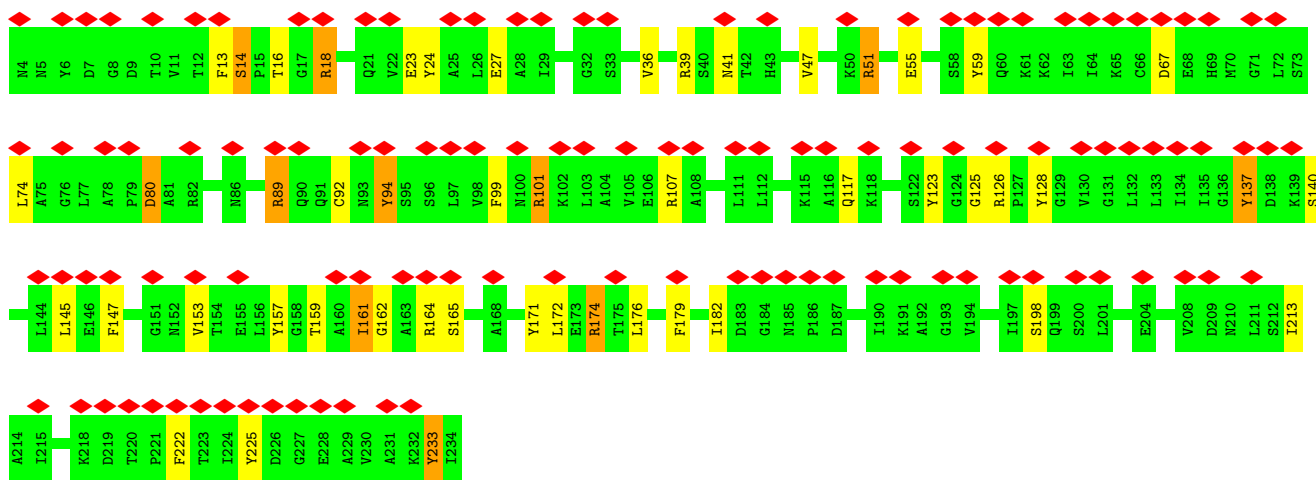 N4 N5 Y6 D7 G8 D9 T10 V11 T12 F13 S14 P15 T16 G17 R18 Q21 V22 E23 Y24 A25 L26 E27 A28 I29 G32 S33 V36 R39 S40 N41 T42 H43 V47 K50 R51 E55 S58 Y59 Q60 K61 K62 I63 I64 K65 C66 D67 E68 H69 M70 G71 L72 S73
L74 A75 G76 L77 A78 P79 D80 A81 R82 N86 R89 Q90 Q91 C92 N93 Y94 S95 S96 L97 V98 F99 N100 R101 K102 L103 A104 V105 E106 R107 A108 L111 L112 K115 A116 Q117 K118 S122 Y123 G124 G125 R126 P127 Y128 G129 V130 G131 L132 L133 I134 I135 G136 Y137 D138 K139 S140
L144 L145 E146 F147 G151 N152 V153 T154 E155 L156 Y157 G158 T159 A160 I161 G162 A163 R164 S165 A168 Y171 L172 E173 R174 T175 L176 F179 I182 D183 G184 N185 P186 D187 I190 K191 A192 G193 V194 I197 S198 Q199 S200 L201 E204 V208 D209 N210 L211 S212 I213
A214 I215 K218 D219 T220 P221 F222 T223 I224 Y225 D226 G227 E228 A229 V230 A231 K232 Y233 I234